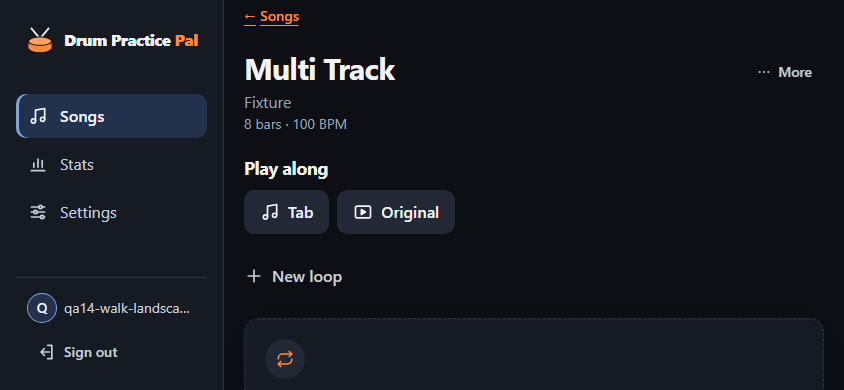 Drum Practice Pal
Songs
Stats
Settings
Q
qa14-walk-landsca...
Sign out
← Songs
Multi Track
··· More
Fixture
8 bars · 100 BPM
Play along
Tab
Original
+ New loop